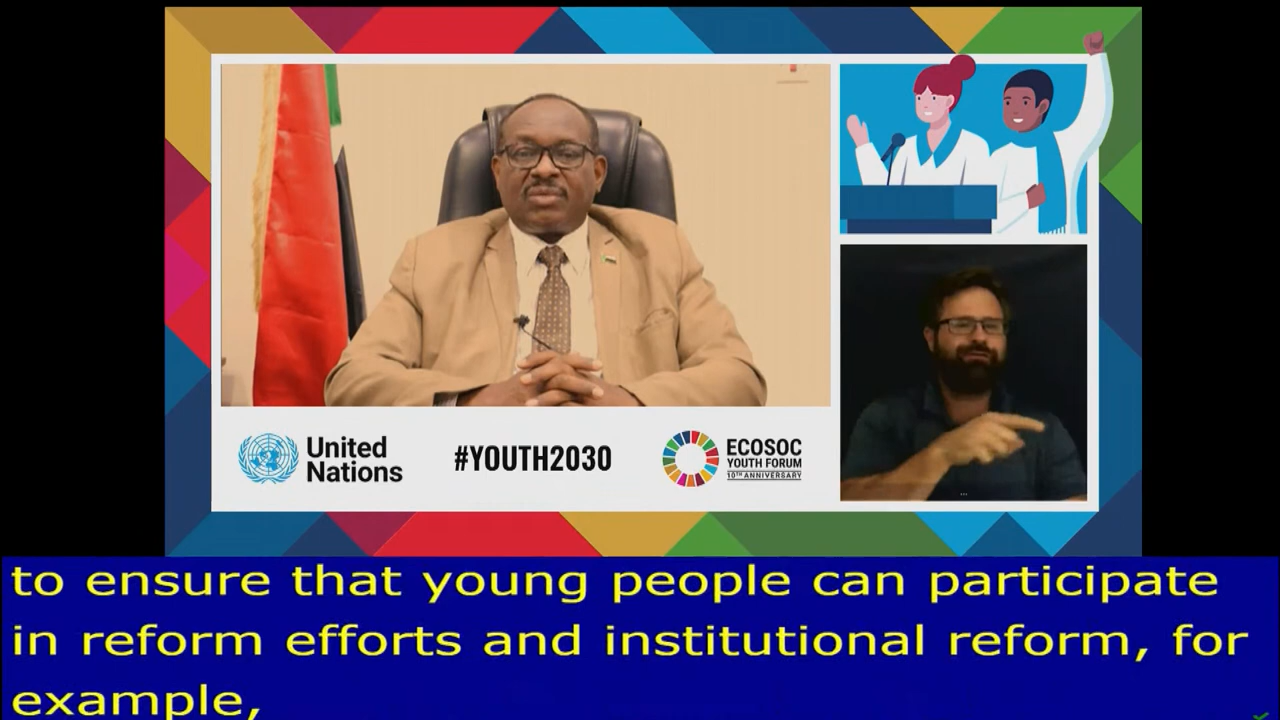 United
Nations
#YOUTH2030
ECOSOC
YOUTH FORUM
10TH ANNIVERSARY
to ensure that young people can participate
in reform efforts and institutional reform, for
example,